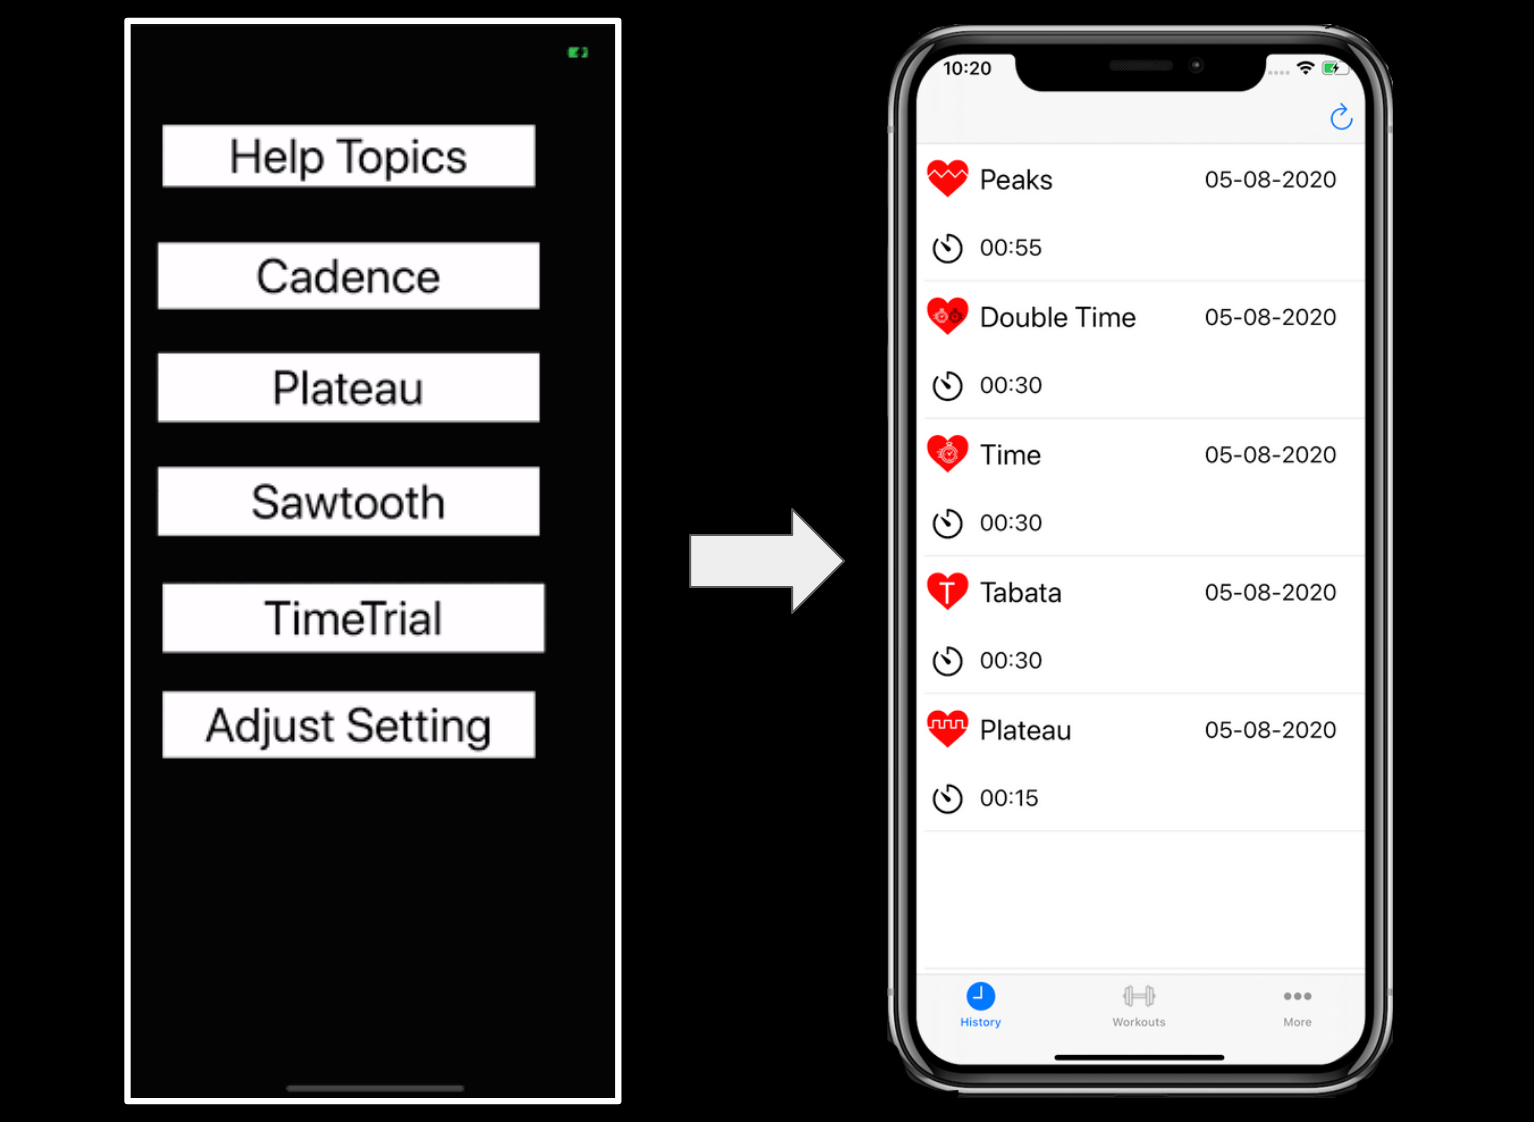 Help Topics
Cadence
Plateau
Sawtooth
TimeTrial
Adjust Setting
10:20
Peaks 05-08-2020
00:55
Double Time 05-08-2020
00:30
Time 05-08-2020
00:30
T Tabata 05-08-2020
00:30
Plateau 05-08-2020
00:15
History Workouts More